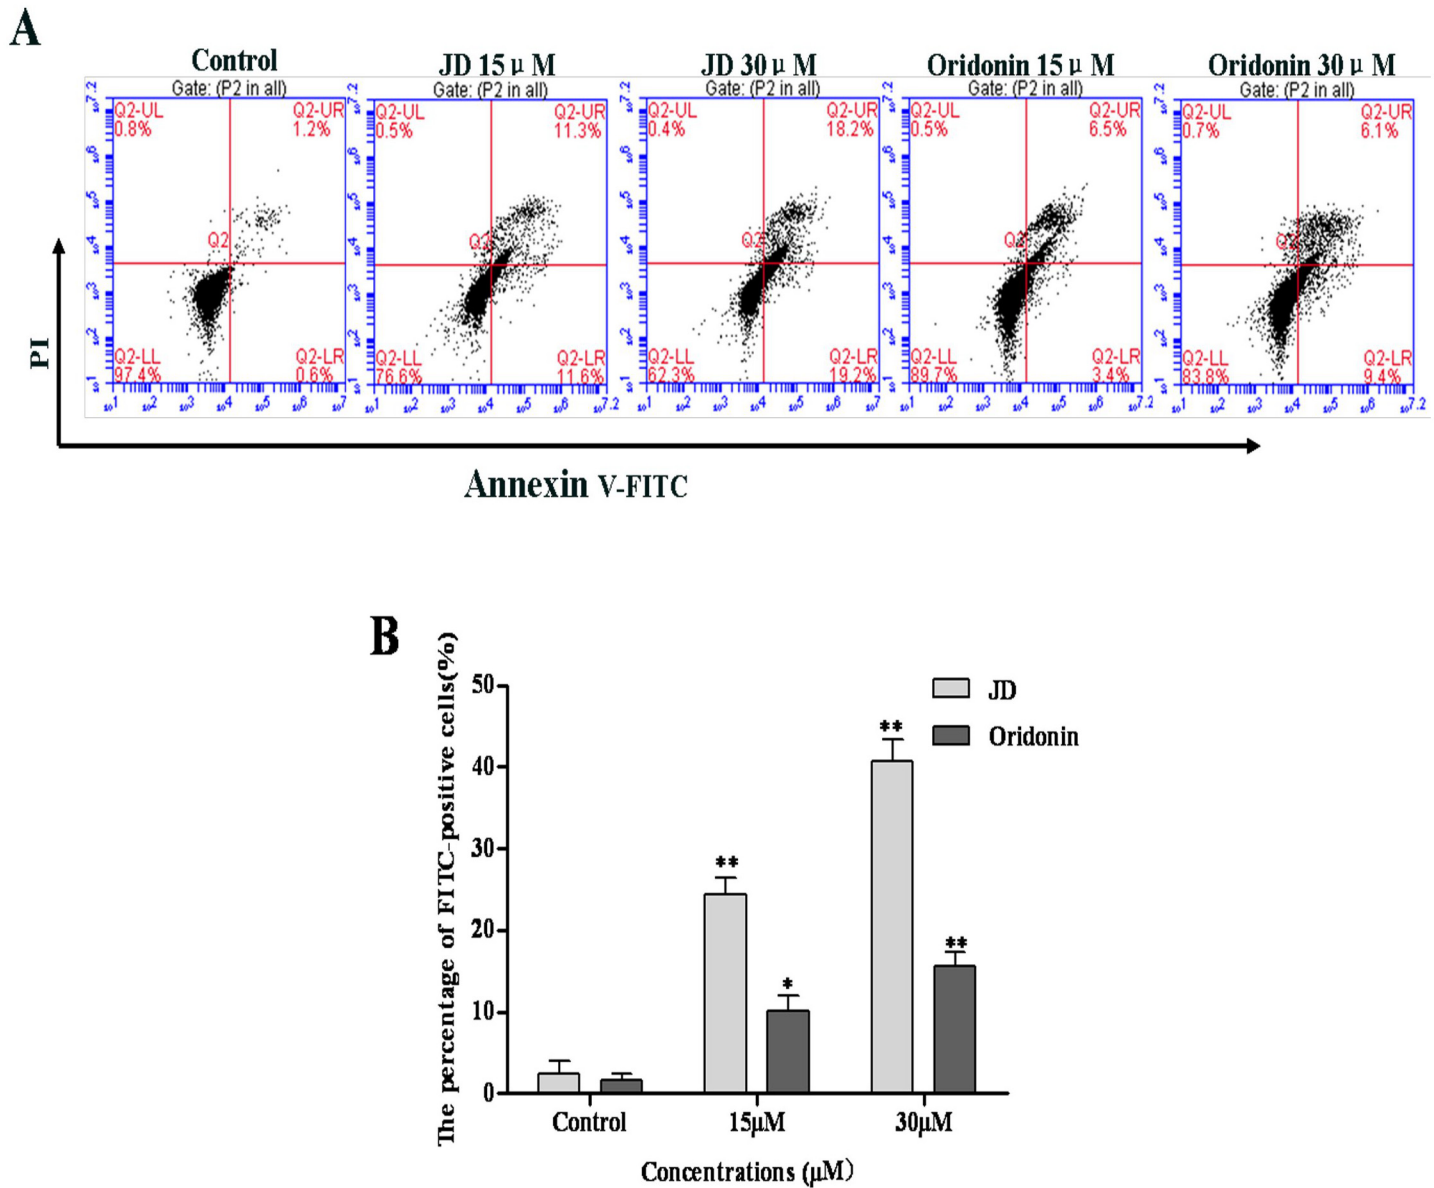 A
Control
JD 15 μ M
JD 30 μ M
Oridonin 15 μ M
Oridonin 30 μ M
Gate: (P2 in all)
Gate: (P2 in all)
Gate: (P2 in all)
Gate: (P2 in all)
Gate: (P2 in all)
Q2-UL
0.8%
Q2-UR
1.2%
Q2
Q2-LL
97.4%
Q2-LR
0.6%
Q2-UL
0.5%
Q2-UR
11.3%
Q2
Q2-LL
76.6%
Q2-LR
11.6%
Q2-UL
0.4%
Q2-UR
18.2%
Q2
Q2-LL
62.3%
Q2-LR
19.2%
Q2-UL
0.5%
Q2-UR
6.5%
Q2
Q2-LL
89.7%
Q2-LR
3.4%
Q2-UL
0.7%
Q2-UR
6.1%
Q2
Q2-LL
83.8%
Q2-LR
9.4%
PI
Annexin V-FITC
B
The percentage of FITC-positive cells(%)
50
40
30
20
10
0
**
*
**
**
JD
Oridonin
Control
15μM
30μM
Concentrations (μM)